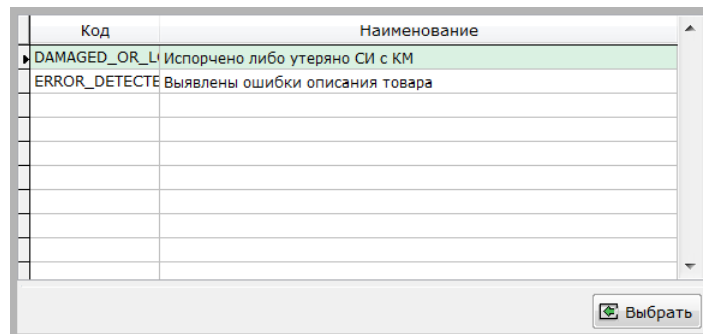 Код Наименование
DAMAGED_OR_L Испорчено либо утеряно СИ с КМ
ERROR_DETECTE Выявлены ошибки описания товара
Выбрать